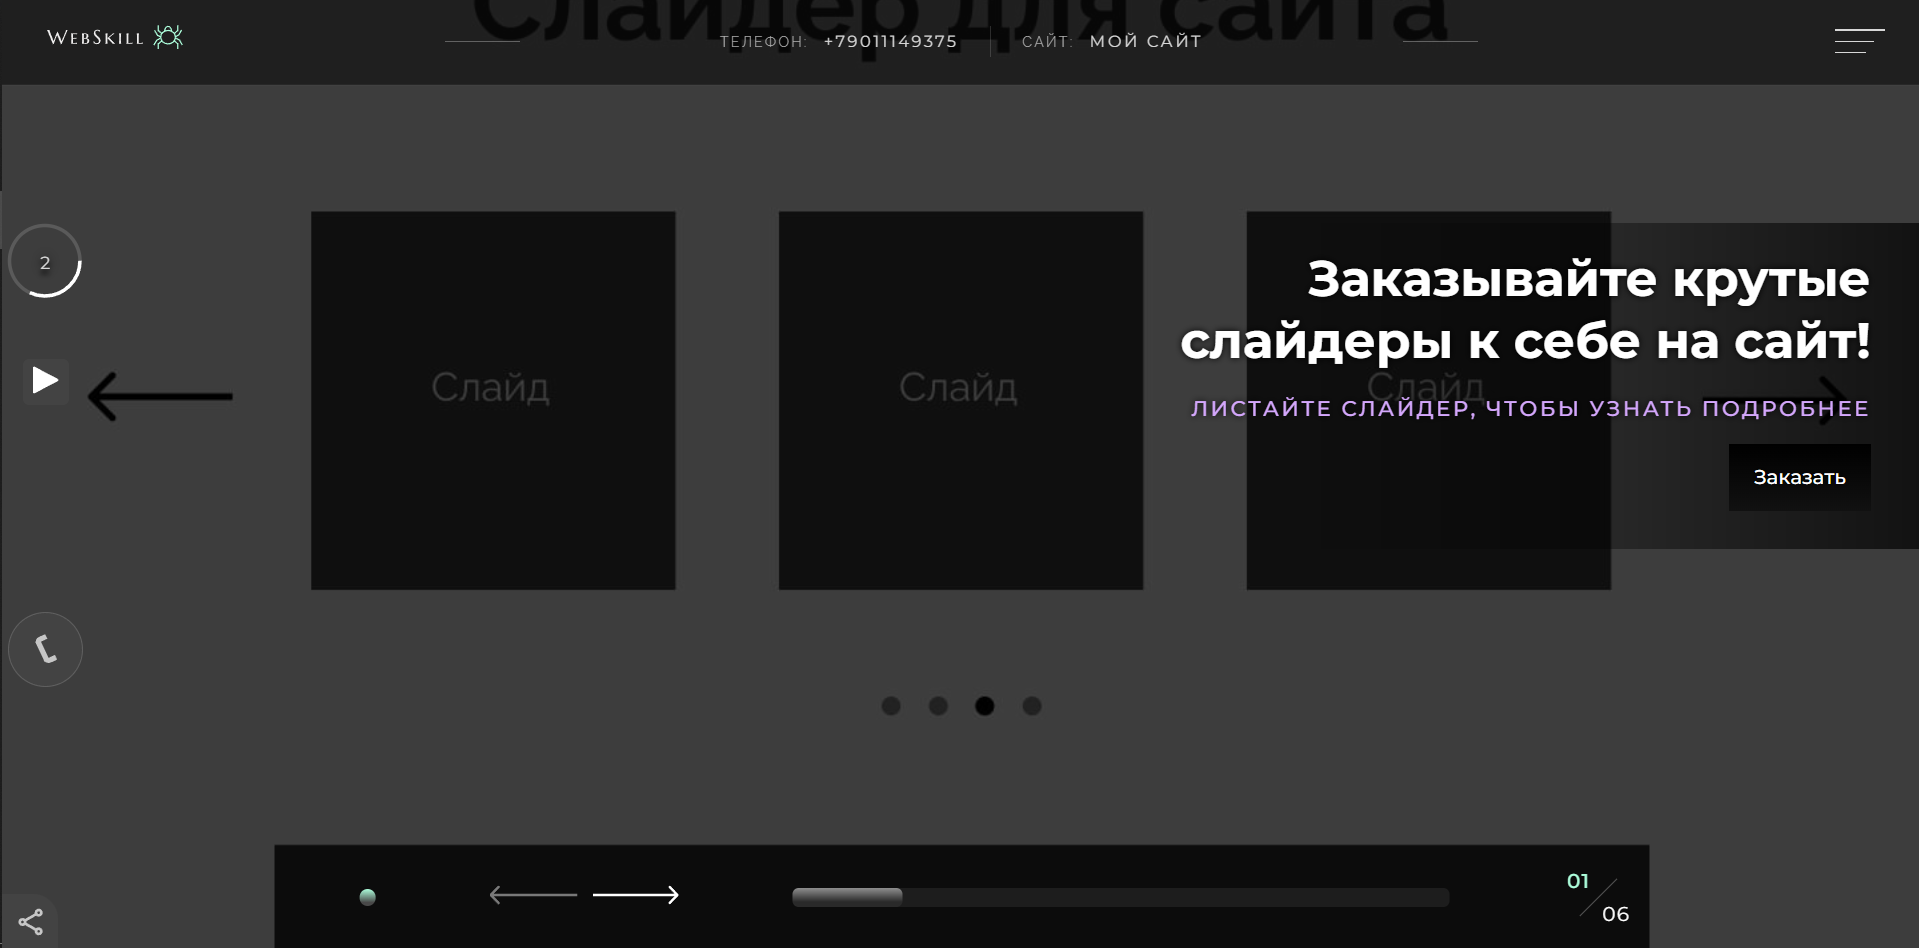 Слайдер для сайта
WebSkill
ТЕЛЕФОН: +79011149375
САЙТ: МОЙ САЙТ
2
Слайд
Слайд
Слайд
Заказывайте крутые
слайдеры к себе на сайт!
ЛИСТАЙТЕ СЛАЙДЕР, ЧТОБЫ УЗНАТЬ ПОДРОБНЕЕ
Заказать
01
06